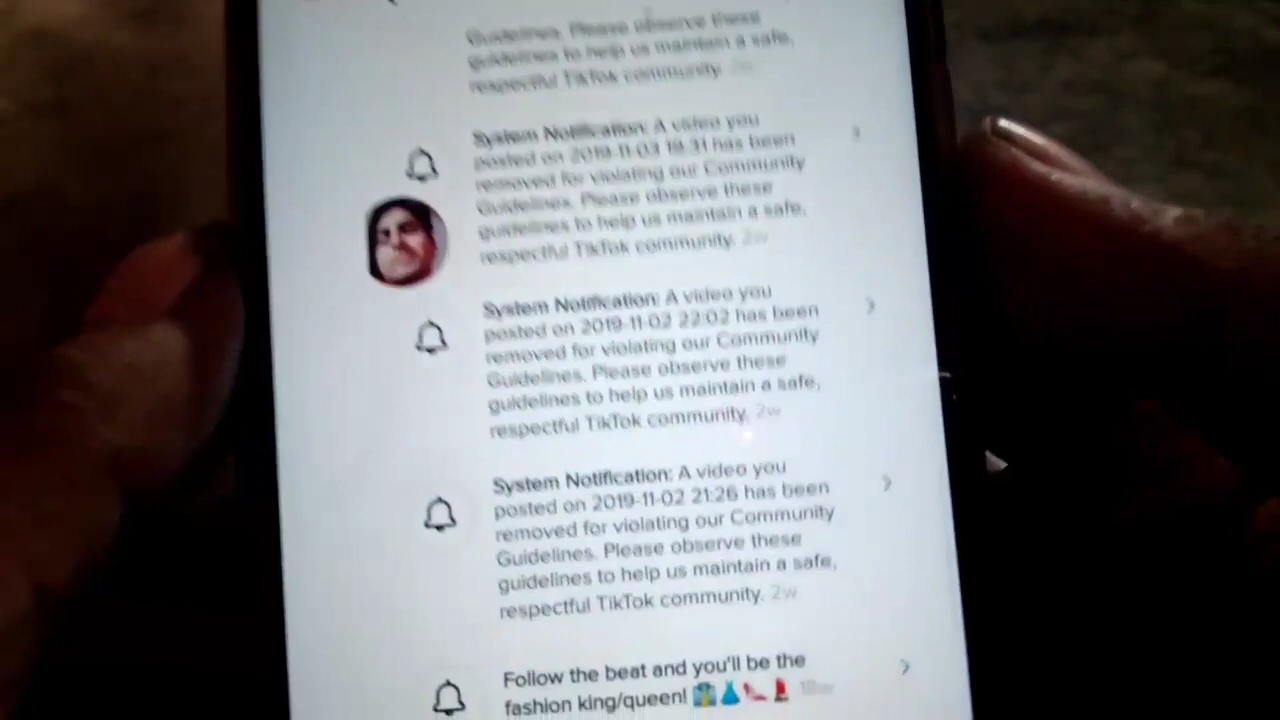 Guidelines. Please observe these
guidelines to help us maintain a safe,
respectful TikTok community. 2w
System Notification: A video you
posted on 2019-11-03 19:31 has been
removed for violating our Community
Guidelines. Please observe these
guidelines to help us maintain a safe,
respectful TikTok community. 2w
System Notification: A video you
posted on 2019-11-02 22:02 has been
removed for violating our Community
Guidelines. Please observe these
guidelines to help us maintain a safe,
respectful TikTok community. 2w
System Notification: A video you
posted on 2019-11-02 21:26 has been
removed for violating our Community
Guidelines. Please observe these
guidelines to help us maintain a safe,
respectful TikTok community. 2w
Follow the beat and you'll be the
fashion king/queen!